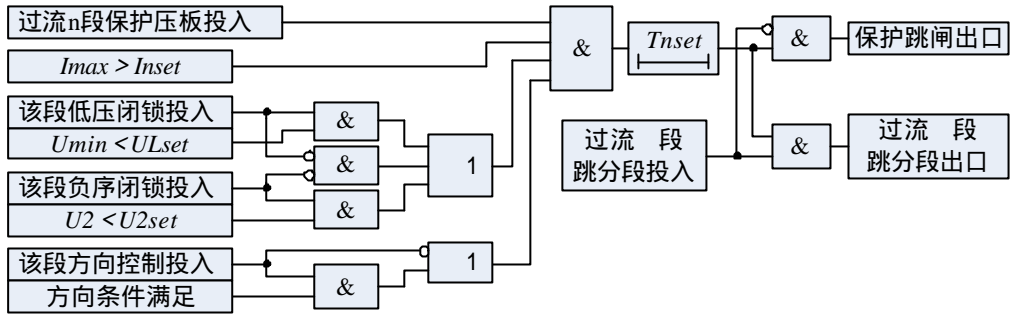 过流n段保护压板投入
Imax > Inset
该段低压闭锁投入
Umin < ULset
该段负序闭锁投入
U2 < U2set
该段方向控制投入
方向条件满足
&
&
&
&
1
1
&
Tnset
过流 段
跳分段投入
&
&
保护跳闸出口
过流 段
跳分段出口